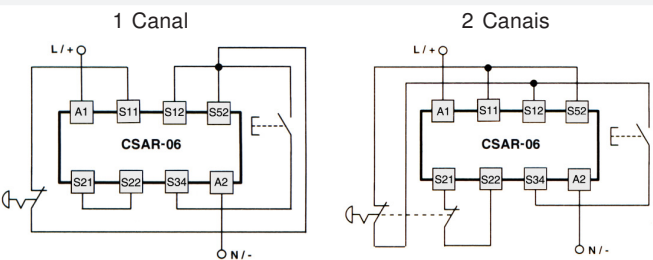 1 Canal
2 Canais
L / +
A1 S11 S12 S52
CSAR-06
S21 S22 S34 A2
N / -
L / +
A1 S11 S12 S52
CSAR-06
S21 S22 S34 A2
N / -